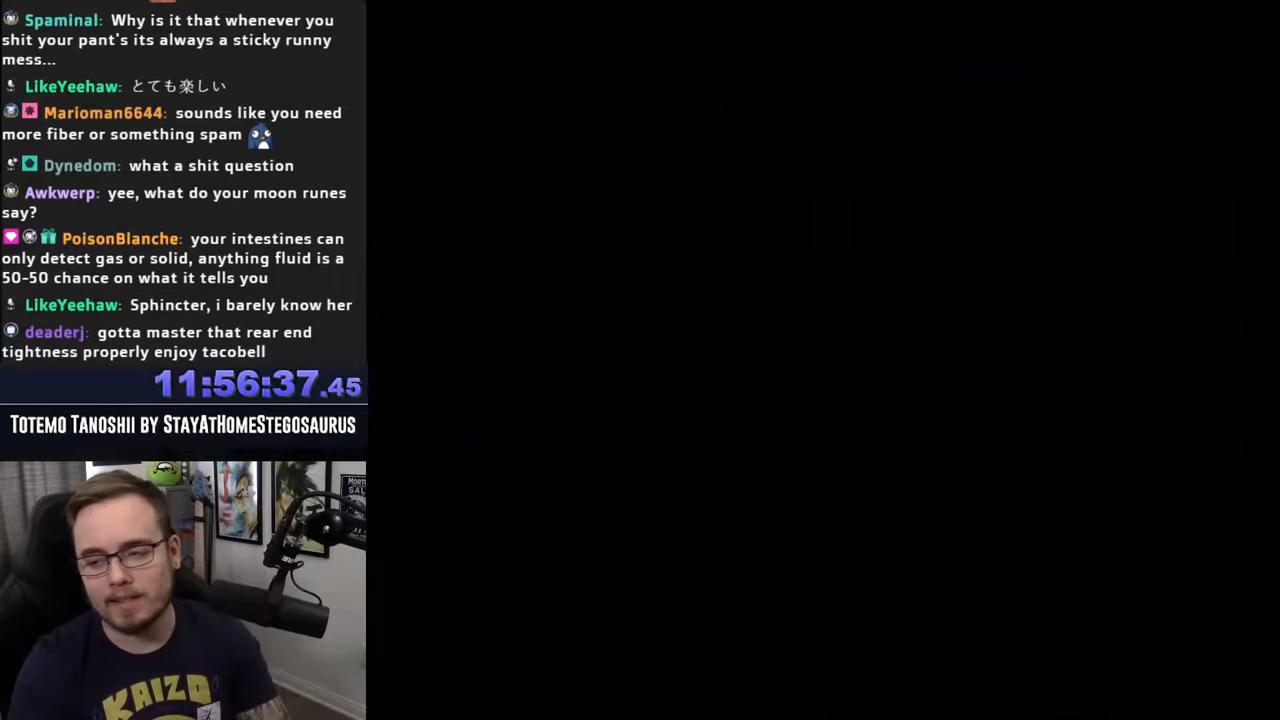 Spaminal: Why is it that whenever you
shit your pant's its always a sticky runny
mess...
LikeYeehaw: とても楽しい
Marioman6644: sounds like you need
more fiber or something spam
Dynedom: what a shit question
Awkwerp: yee, what do your moon runes
say?
PoisonBlanche: your intestines can
only detect gas or solid, anything fluid is a
50-50 chance on what it tells you
LikeYeehaw: Sphincter, i barely know her
deaderj: gotta master that rear end
tightness properly enjoy tacobell
11:56:37.45
TOTEMO TANOSHII BY STAYATHOMESTEGOSAURUS
KAIZO